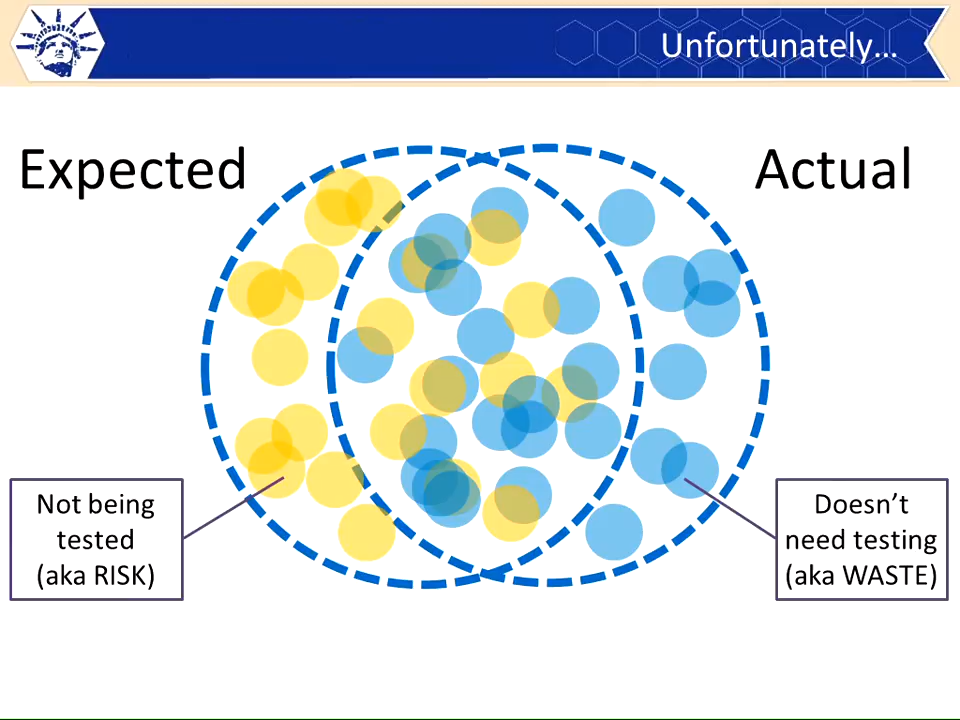 Unfortunately…
Expected
Actual
Not being
tested
(aka RISK)
Doesn’t
need testing
(aka WASTE)